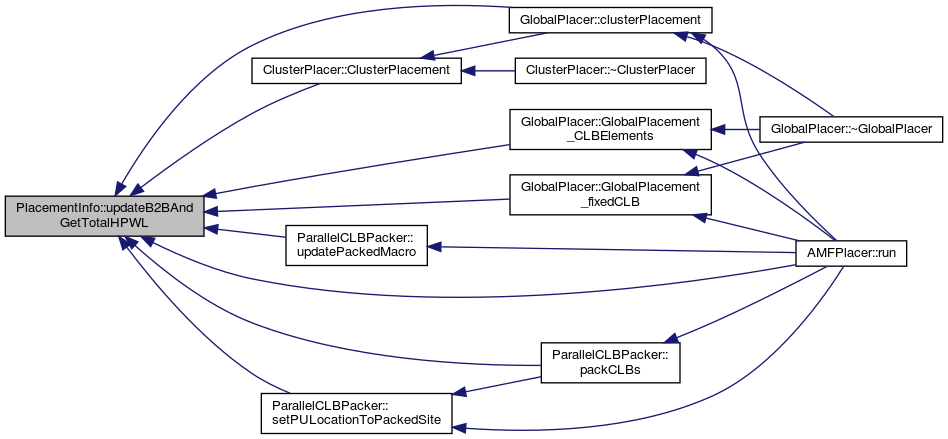 GlobalPlacer::clusterPlacement
ClusterPlacer::ClusterPlacement
ClusterPlacer::~ClusterPlacer
GlobalPlacer::GlobalPlacement
_CLBElements
GlobalPlacer::~GlobalPlacer
PlacementInfo::updateB2BAnd
GetTotalHPWL
GlobalPlacer::GlobalPlacement
_fixedCLB
ParallelCLBPacker::
updatePackedMacro
AMFPlacer::run
ParallelCLBPacker::
packCLBs
ParallelCLBPacker::
setPULocationToPackedSite